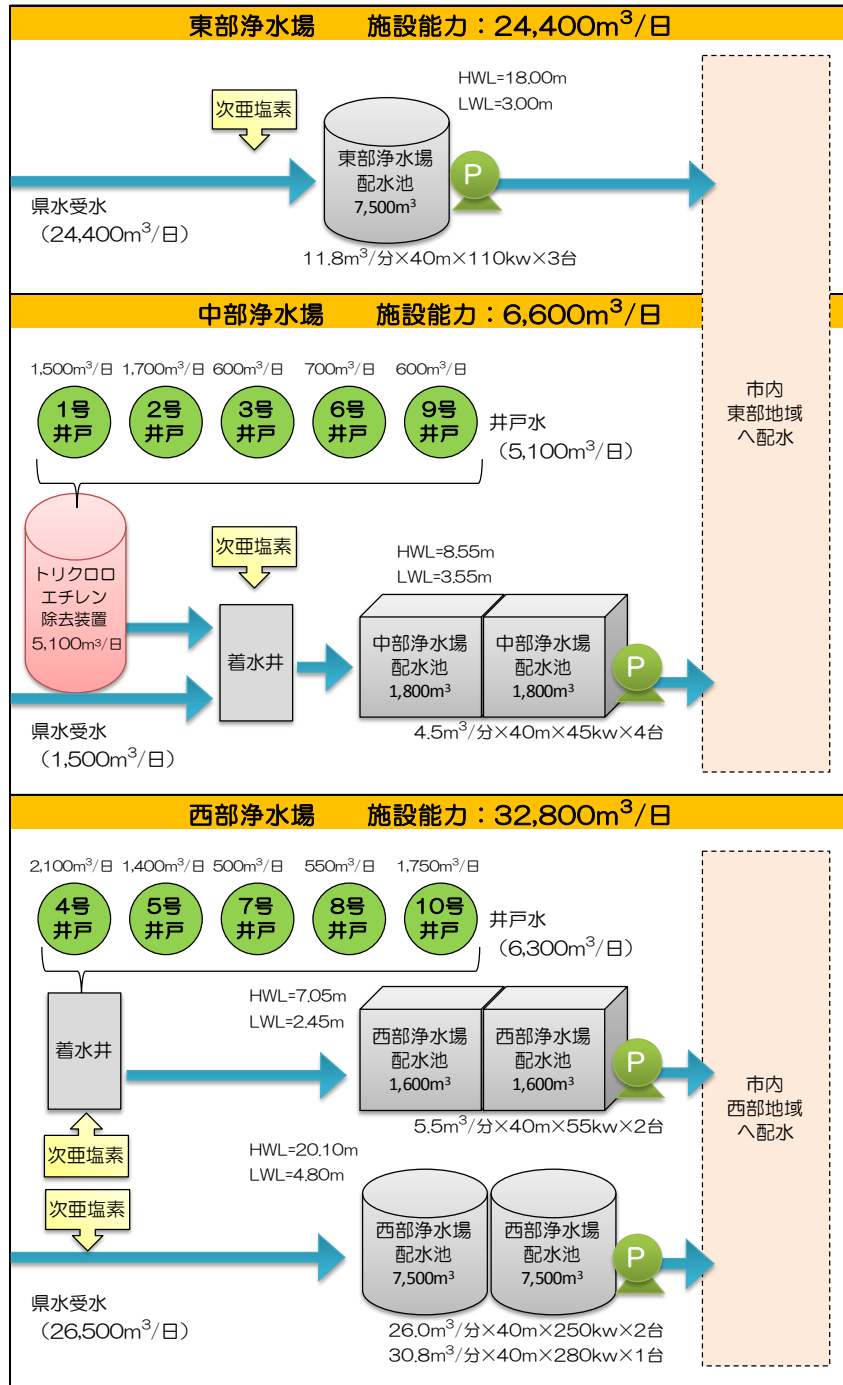 東部浄水場　施設能力：24,400m³/日
HWL=18.00m
LWL=3.00m
次亜塩素
東部浄水場
配水池
7,500m³
P
県水受水
（24,400m³/日）
11.8m³/分×40m×110kw×3台
中部浄水場　施設能力：6,600m³/日
1,500m³/日 1,700m³/日 600m³/日 700m³/日 600m³/日
1号
井戸
2号
井戸
3号
井戸
6号
井戸
9号
井戸
井戸水
（5,100m³/日）
市内
東部地域
へ配水
トリクロロ
エチレン
除去装置
5,100m³/日
次亜塩素
着水井
HWL=8.55m
LWL=3.55m
中部浄水場
配水池
1,800m³
中部浄水場
配水池
1,800m³
P
県水受水
（1,500m³/日）
4.5m³/分×40m×45kw×4台
西部浄水場　施設能力：32,800m³/日
2,100m³/日 1,400m³/日 500m³/日 550m³/日 1,750m³/日
4号
井戸
5号
井戸
7号
井戸
8号
井戸
10号
井戸
井戸水
（6,300m³/日）
着水井
次亜塩素
HWL=7.05m
LWL=2.45m
西部浄水場
配水池
1,600m³
西部浄水場
配水池
1,600m³
P
5.5m³/分×40m×55kw×2台
市内
西部地域
へ配水
次亜塩素
HWL=20.10m
LWL=4.80m
西部浄水場
配水池
7,500m³
西部浄水場
配水池
7,500m³
P
県水受水
（26,500m³/日）
26.0m³/分×40m×250kw×2台
30.8m³/分×40m×280kw×1台